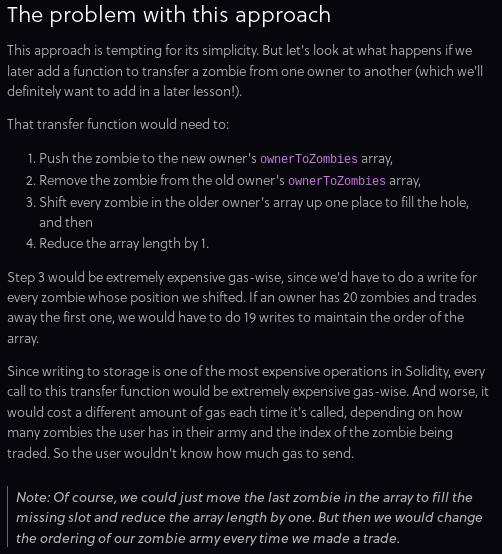 The problem with this approach
This approach is tempting for its simplicity. But let's look at what happens if we
later add a function to transfer a zombie from one owner to another (which we'll
definitely want to add in a later lesson!).
That transfer function would need to:
1. Push the zombie to the new owner's ownerToZombies array,
2. Remove the zombie from the old owner's ownerToZombies array,
3. Shift every zombie in the older owner's array up one place to fill the hole,
and then
4. Reduce the array length by 1.
Step 3 would be extremely expensive gas-wise, since we'd have to do a write for
every zombie whose position we shifted. If an owner has 20 zombies and trades
away the first one, we would have to do 19 writes to maintain the order of the
array.
Since writing to storage is one of the most expensive operations in Solidity, every
call to this transfer function would be extremely expensive gas-wise. And worse, it
would cost a different amount of gas each time it's called, depending on how
many zombies the user has in their army and the index of the zombie being
traded. So the user wouldn't know how much gas to send.
Note: Of course, we could just move the last zombie in the array to fill the
missing slot and reduce the array length by one. But then we would change
the ordering of our zombie army every time we made a trade.